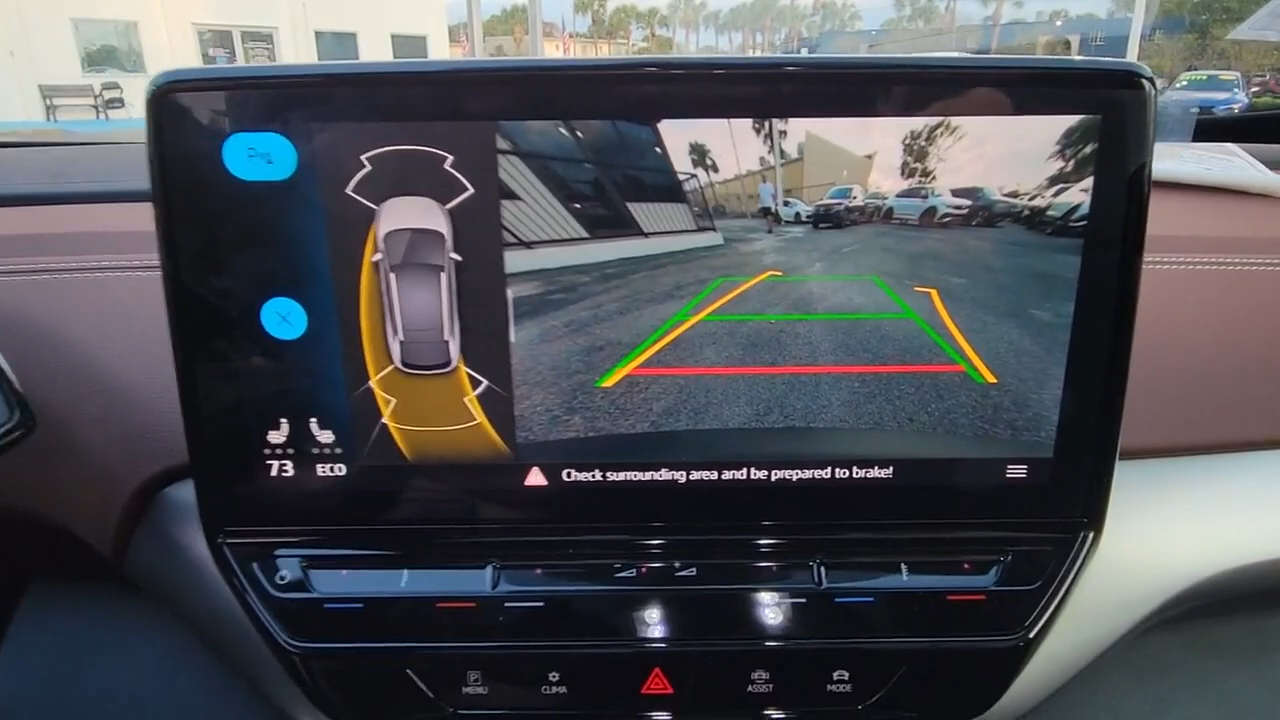 73 ECO
Check surrounding area and be prepared to brake!
P
MENU
CLIMA
ASSIST
MODE